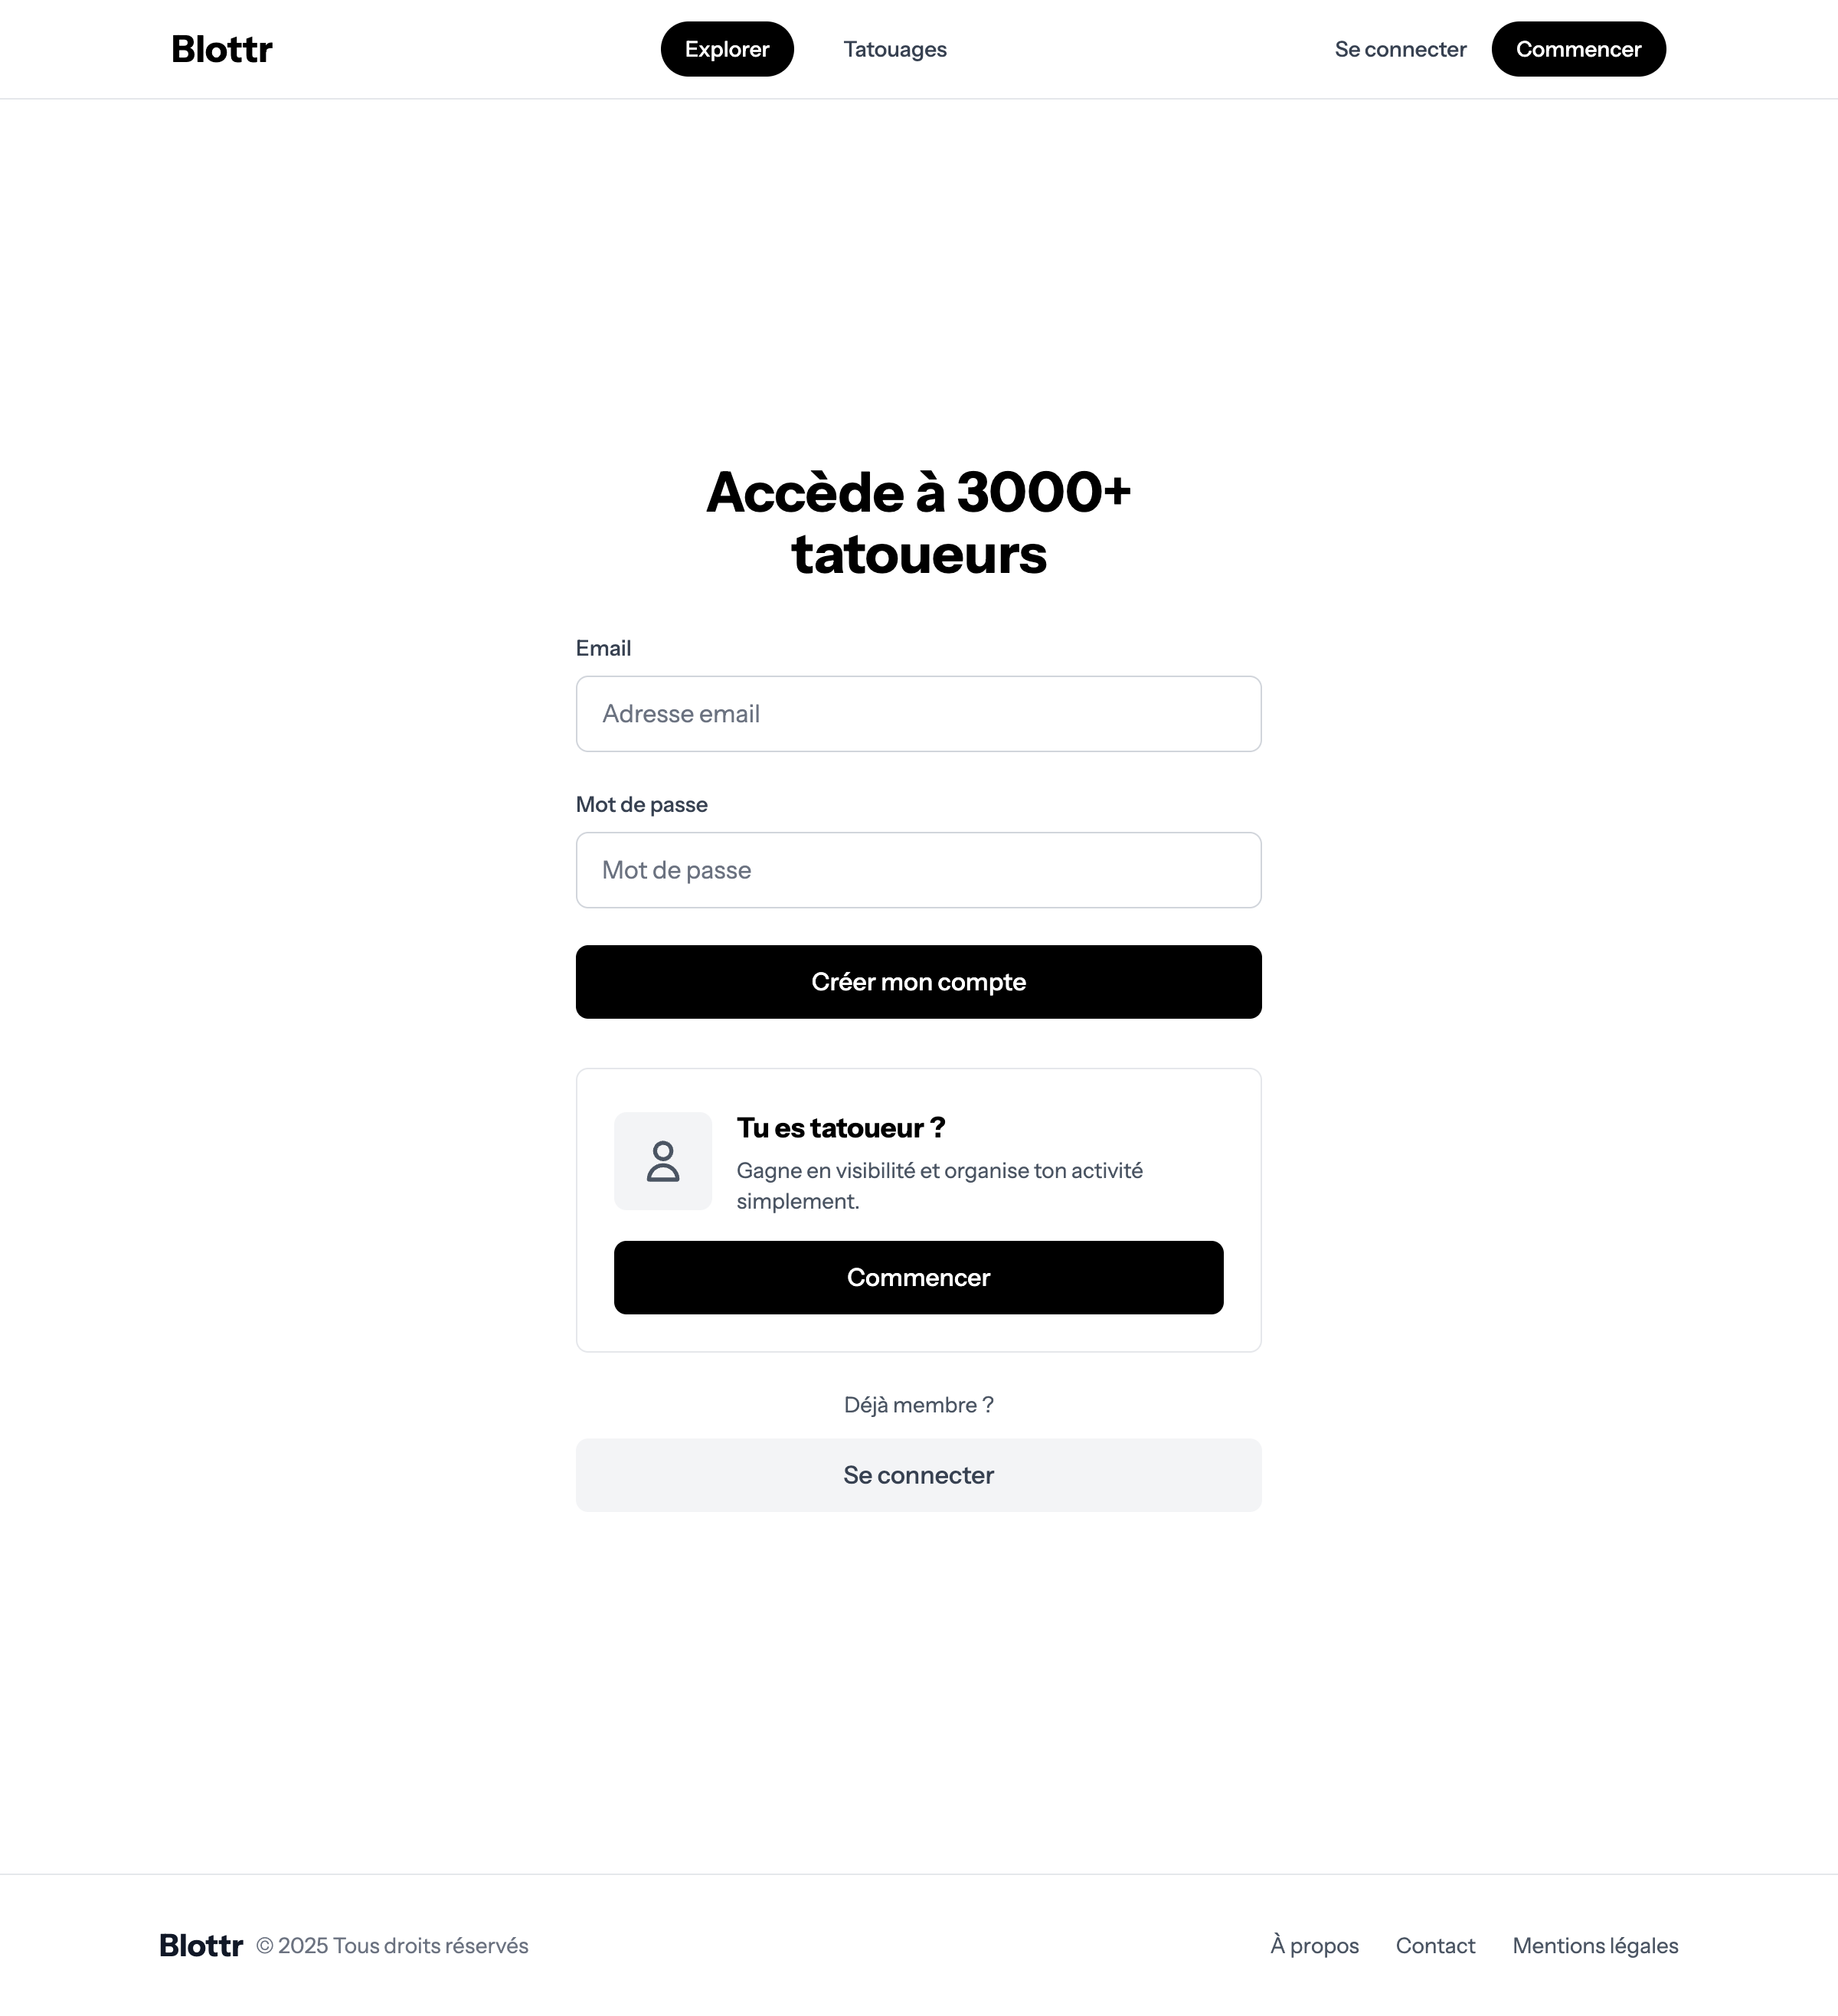 Blottr
Explorer
Tatouages
Se connecter
Commencer
Accède à 3000+
tatoueurs
Email
Adresse email
Mot de passe
Mot de passe
Créer mon compte
Tu es tatoueur ?
Gagne en visibilité et organise ton activité
simplement.
Commencer
Déjà membre ?
Se connecter
Blottr © 2025 Tous droits réservés
À propos
Contact
Mentions légales